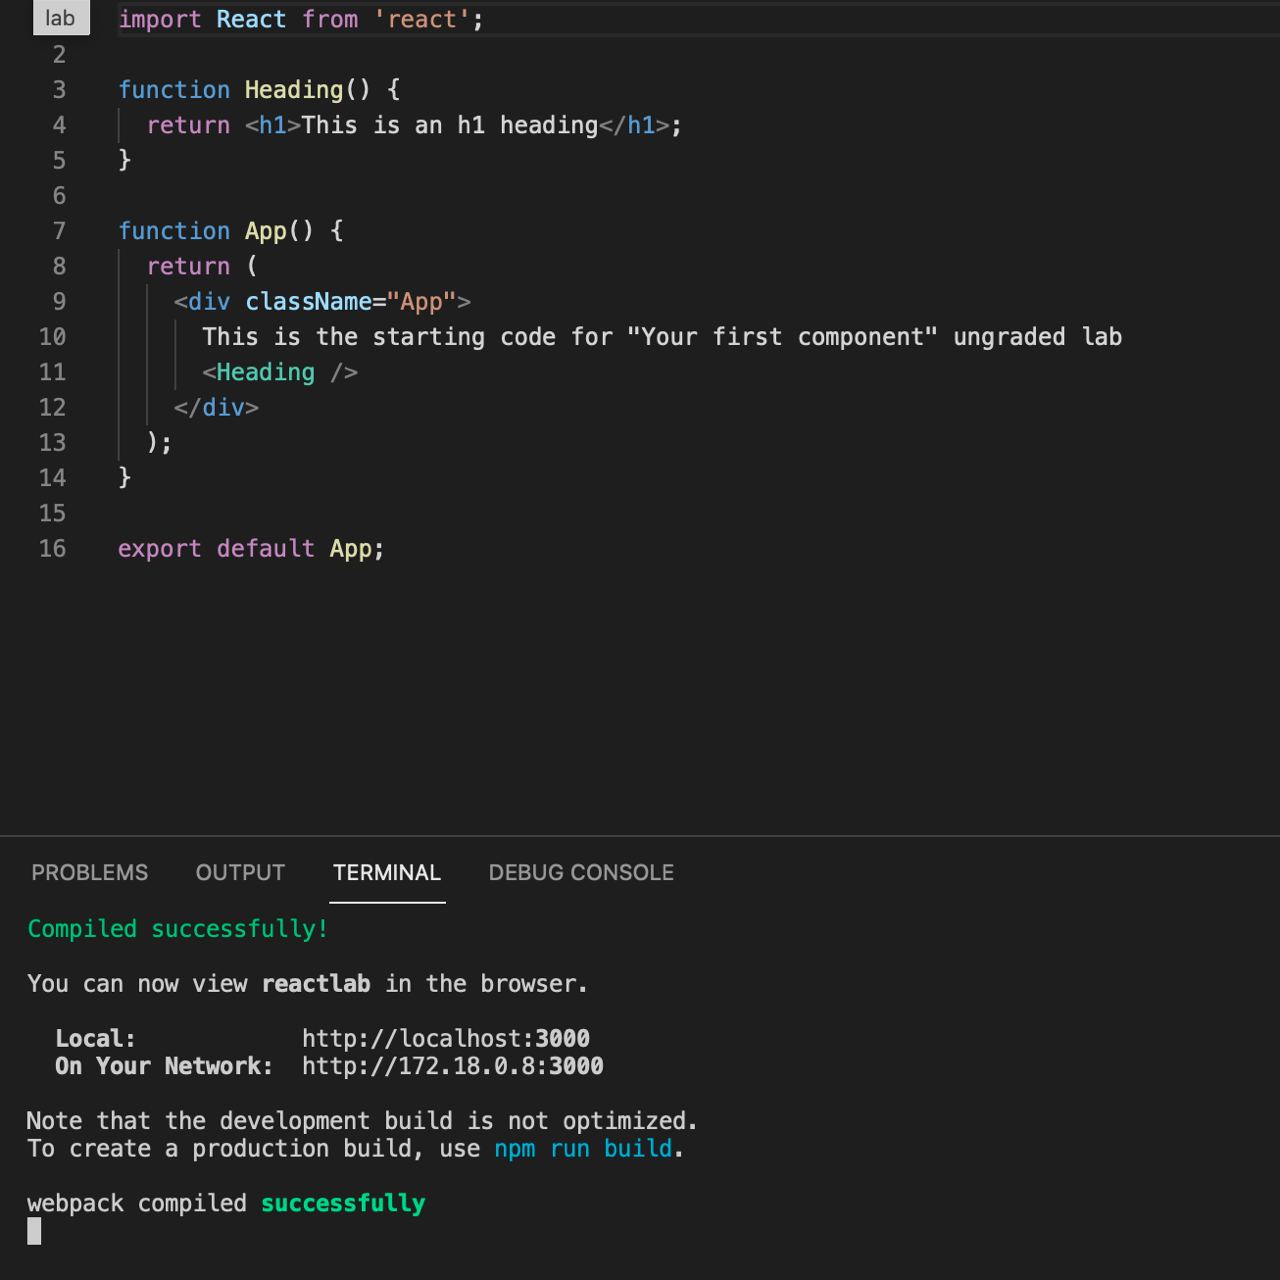 lab import React from 'react';
2
3 function Heading() {
4 return <h1>This is an h1 heading</h1>;
5 }
6
7 function App() {
8 return (
9 <div className="App">
10 This is the starting code for "Your first component" ungraded lab
11 <Heading />
12 </div>
13 );
14 }
15
16 export default App;
PROBLEMS OUTPUT TERMINAL DEBUG CONSOLE
Compiled successfully!
You can now view reactlab in the browser.
Local: http://localhost:3000
On Your Network: http://172.18.0.8:3000
Note that the development build is not optimized.
To create a production build, use npm run build.
webpack compiled successfully